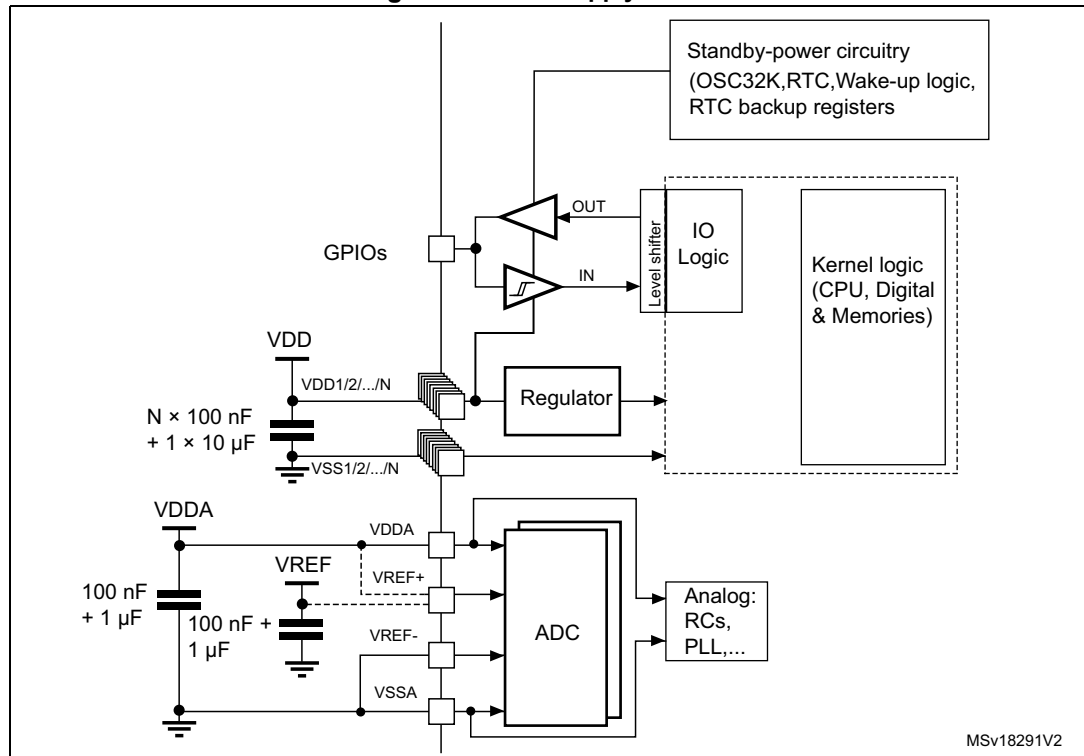 Standby-power circuitry
(OSC32K,RTC,Wake-up logic,
RTC backup registers
OUT
IO
Logic
Level shifter
GPIOs
IN
Kernel logic
(CPU, Digital
& Memories)
VDD
VDD1/2/.../N
Regulator
N × 100 nF
+ 1 × 10 µF
VSS1/2/.../N
VDDA
VDDA
VREF
VREF+
100 nF
+ 1 µF
100 nF +
1 µF
VREF-
ADC
Analog:
RCs,
PLL,...
VSSA
MSv18291V2